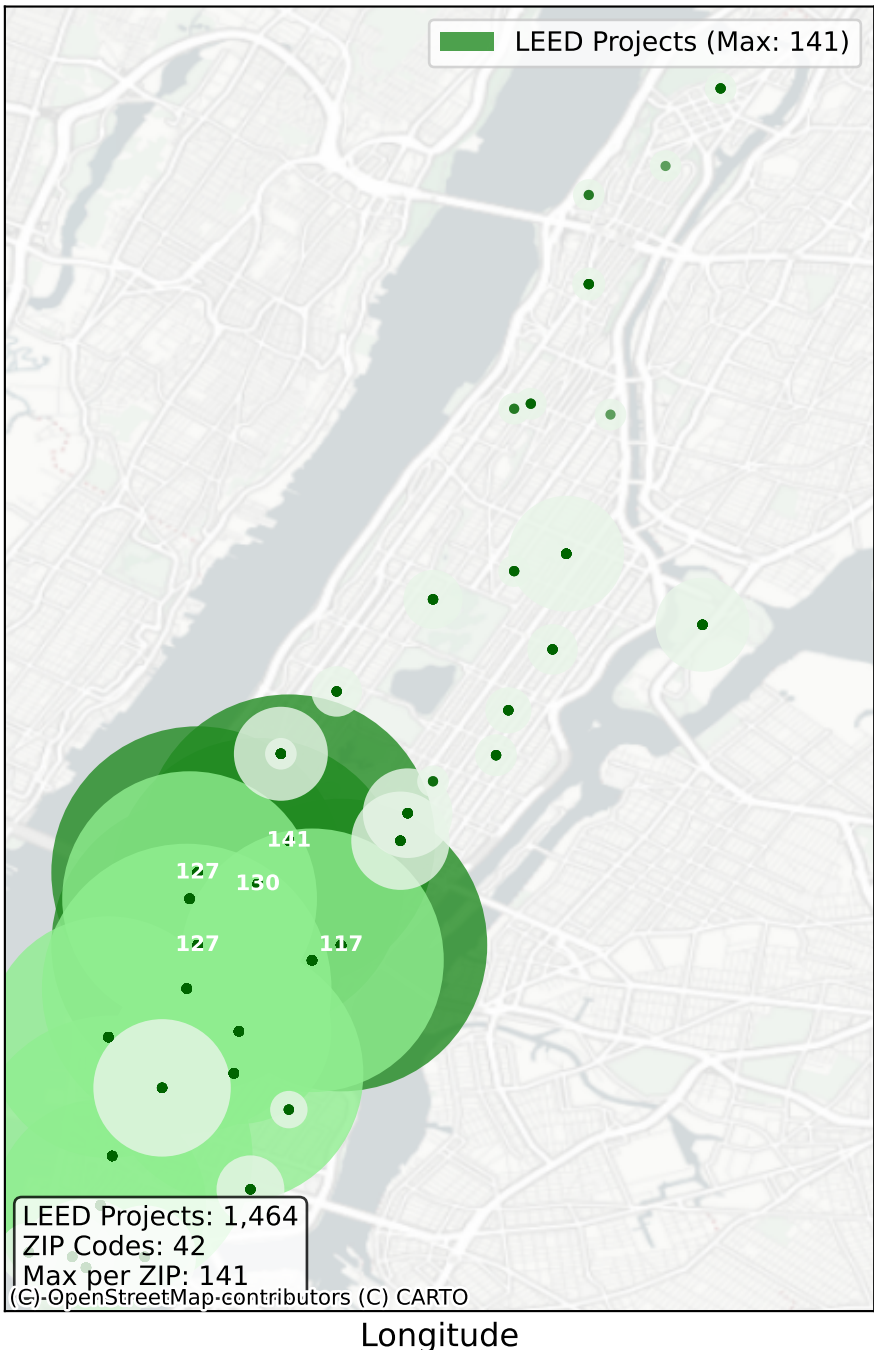 LEED Projects (Max: 141)
141
127
130
127
117
LEED Projects: 1,464
ZIP Codes: 42
Max per ZIP: 141
(C) OpenStreetMap contributors (C) CARTO
Longitude